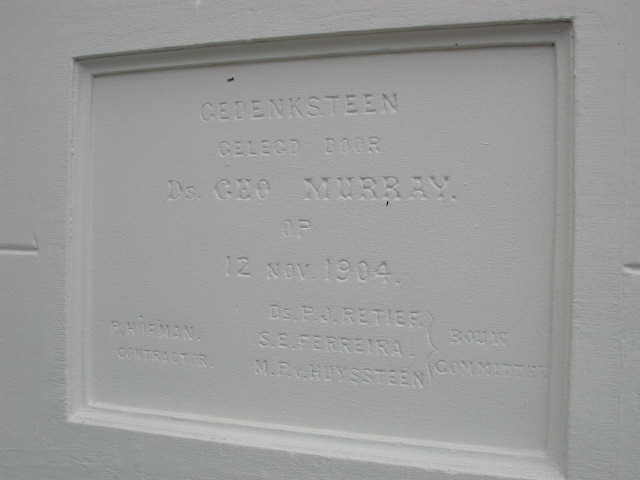 GEDENKSTEEN
GELEGD DOOR
Ds. GEO MURRAY.
OP
12 NOV. 1904.
P. HOFMAN.
CONTRACTOR.
Ds. P. J. RETIEF.
S. E. FERREIRA.
M. P. v. HUYSSTEEN
BOUW
COMMITTEE